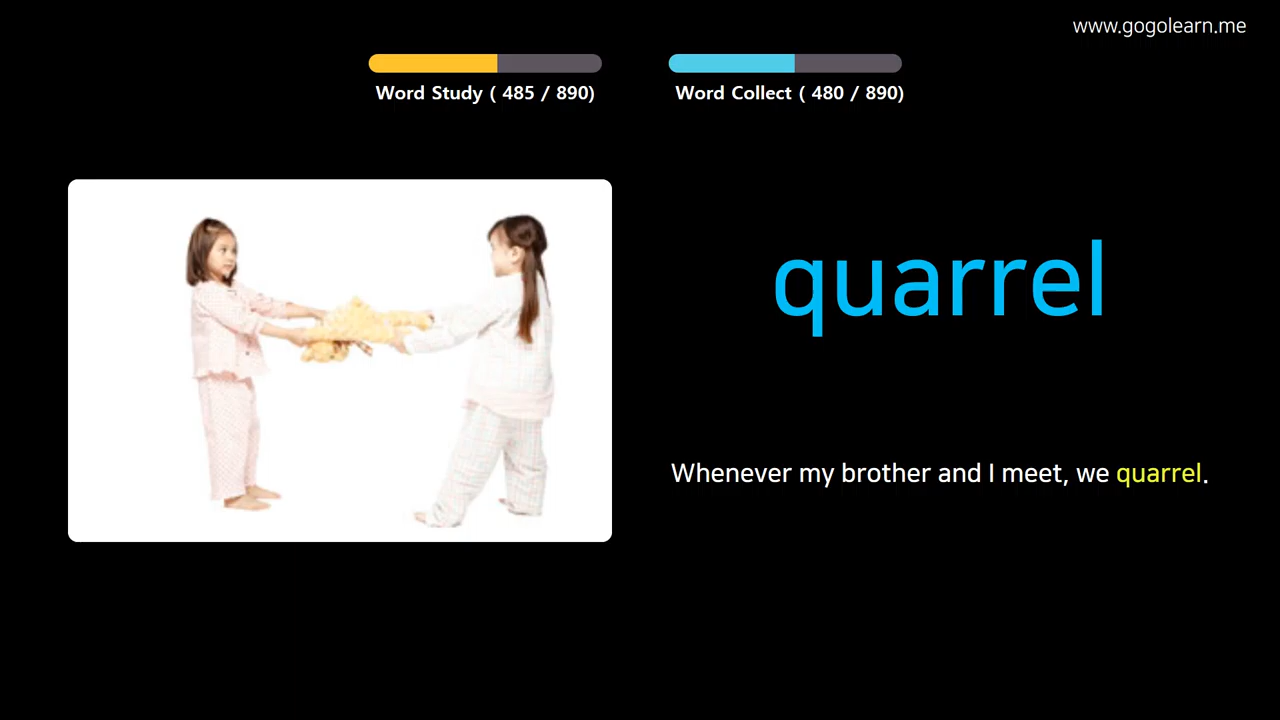 www.gogolearn.me
Word Study ( 485 / 890)
Word Collect ( 480 / 890)
quarrel
Whenever my brother and I meet, we quarrel.